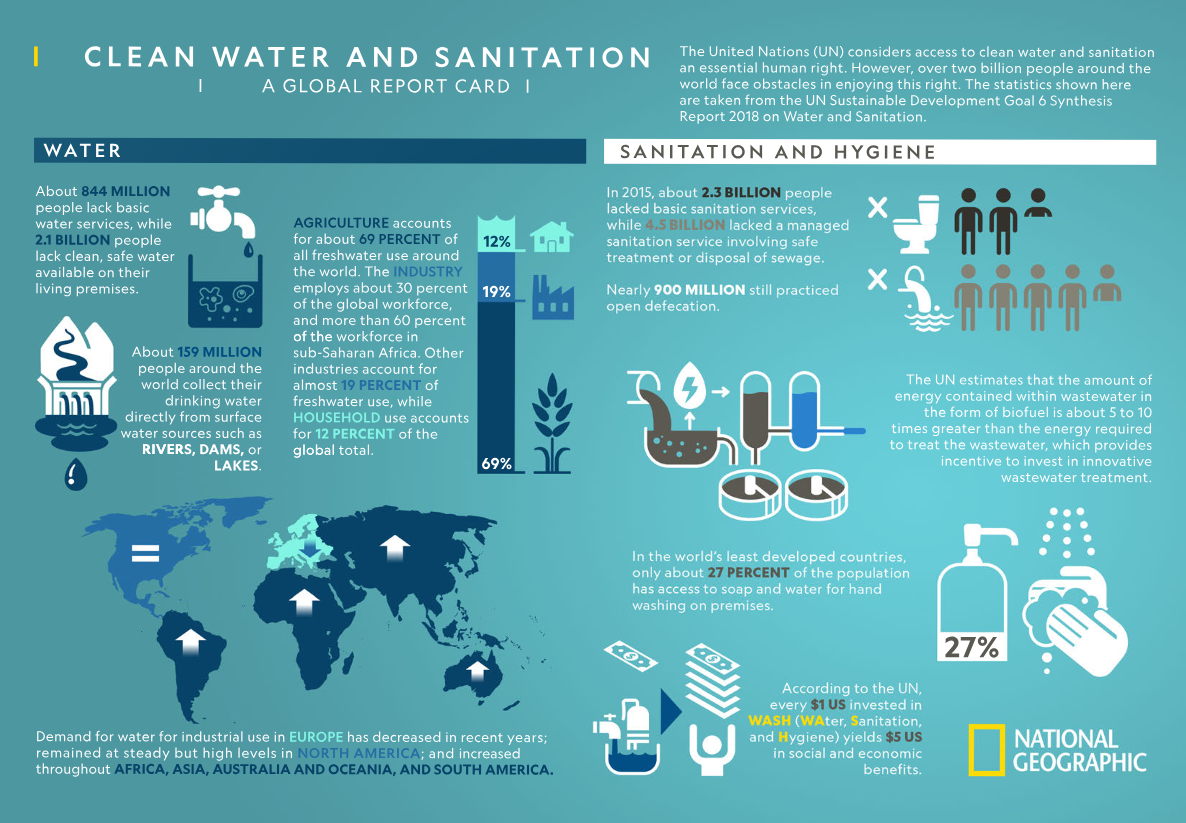 CLEAN WATER AND SANITATION
A GLOBAL REPORT CARD
The United Nations (UN) considers access to clean water and sanitation
an essential human right. However, over two billion people around the
world face obstacles in enjoying this right. The statistics shown here
are taken from the UN Sustainable Development Goal 6 Synthesis
Report 2018 on Water and Sanitation.
WATER
About 844 MILLION
people lack basic
water services, while
2.1 BILLION people
lack clean, safe water
available on their
living premises.
About 159 MILLION
people around the
world collect their
drinking water
directly from surface
water sources such as
RIVERS, DAMS, or
LAKES.
AGRICULTURE accounts
for about 69 PERCENT of
all freshwater use around
the world. The INDUSTRY
employs about 30 percent
of the global workforce,
and more than 60 percent
of the workforce in
sub-Saharan Africa. Other
industries account for
almost 19 PERCENT of
freshwater use, while
HOUSEHOLD use accounts
for 12 PERCENT of the
global total.
12%
19%
69%
Demand for water for industrial use in EUROPE has decreased in recent years;
remained at steady but high levels in NORTH AMERICA; and increased
throughout AFRICA, ASIA, AUSTRALIA AND OCEANIA, AND SOUTH AMERICA.
SANITATION AND HYGIENE
In 2015, about 2.3 BILLION people
lacked basic sanitation services,
while 4.5 BILLION lacked a managed
sanitation service involving safe
treatment or disposal of sewage.
Nearly 900 MILLION still practiced
open defecation.
The UN estimates that the amount of
energy contained within wastewater in
the form of biofuel is about 5 to 10
times greater than the energy required
to treat the wastewater, which provides
incentive to invest in innovative
wastewater treatment.
In the world's least developed countries,
only about 27 PERCENT of the population
has access to soap and water for hand
washing on premises.
27%
According to the UN,
every $1 US invested in
WASH (WAter, Sanitation,
and Hygiene) yields $5 US
in social and economic
benefits.
NATIONAL
GEOGRAPHIC